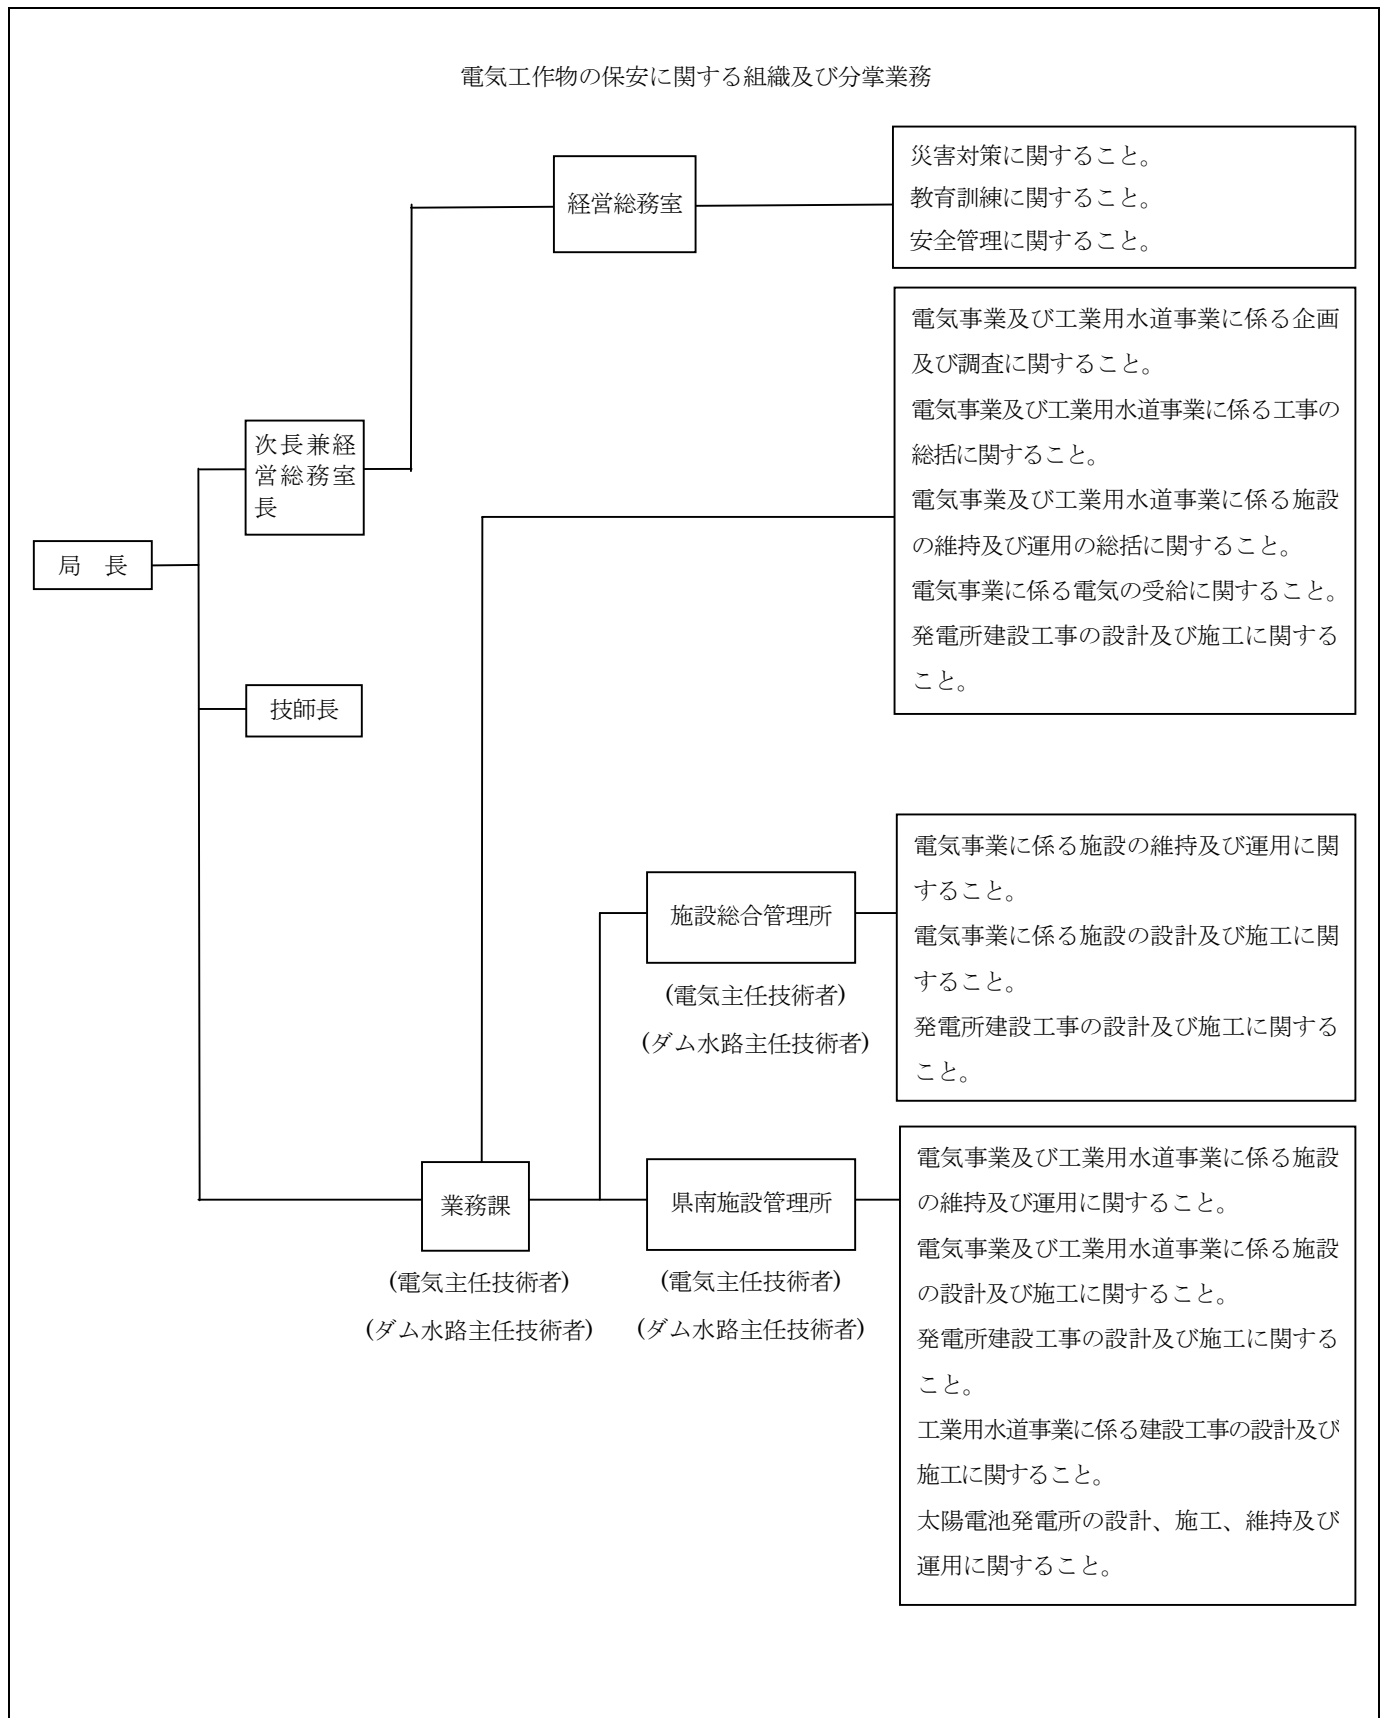 電気工作物の保安に関する組織及び分掌業務
経営総務室
災害対策に関すること。
教育訓練に関すること。
安全管理に関すること。
電気事業及び工業用水道事業に係る企画
及び調査に関すること。
電気事業及び工業用水道事業に係る工事の
総括に関すること。
電気事業及び工業用水道事業に係る施設
の維持及び運用の総括に関すること。
電気事業に係る電気の受給に関すること。
発電所建設工事の設計及び施工に関する
こと。
次長兼経
営総務室
長
局　長
技師長
施設総合管理所
(電気主任技術者)
(ダム水路主任技術者)
電気事業に係る施設の維持及び運用に関
すること。
電気事業に係る施設の設計及び施工に関
すること。
発電所建設工事の設計及び施工に関する
こと。
業務課
(電気主任技術者)
(ダム水路主任技術者)
県南施設管理所
(電気主任技術者)
(ダム水路主任技術者)
電気事業及び工業用水道事業に係る施設
の維持及び運用に関すること。
電気事業及び工業用水道事業に係る施設
の設計及び施工に関すること。
発電所建設工事の設計及び施工に関する
こと。
工業用水道事業に係る建設工事の設計及び
施工に関すること。
太陽電池発電所の設計、施工、維持及び
運用に関すること。